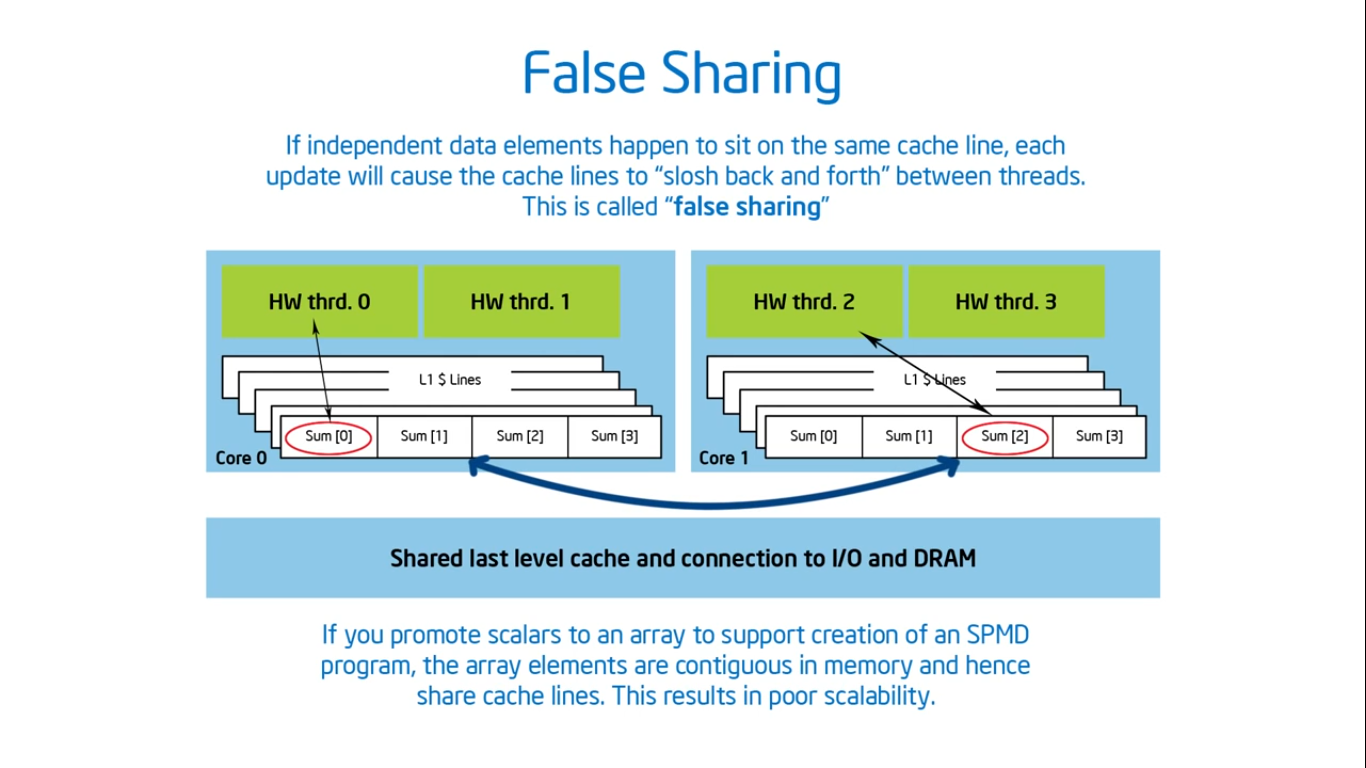 False Sharing
If independent data elements happen to sit on the same cache line, each
update will cause the cache lines to “slosh back and forth” between threads.
This is called “false sharing”
HW thrd. 0
HW thrd. 1
L1 $ Lines
Sum [0]
Sum [1]
Sum [2]
Sum [3]
Core 0
HW thrd. 2
HW thrd. 3
L1 $ Lines
Sum [0]
Sum [1]
Sum [2]
Sum [3]
Core 1
Shared last level cache and connection to I/O and DRAM
If you promote scalars to an array to support creation of an SPMD
program, the array elements are contiguous in memory and hence
share cache lines. This results in poor scalability.